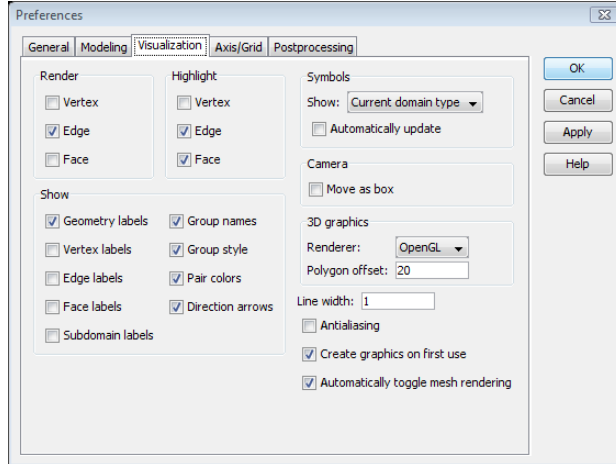 Preferences
General Modeling Visualization Axis/Grid Postprocessing
Render
Vertex
Edge
Face
Highlight
Vertex
Edge
Face
Show
Geometry labels
Vertex labels
Edge labels
Face labels
Subdomain labels
Group names
Group style
Pair colors
Direction arrows
Symbols
Show: Current domain type
Automatically update
Camera
Move as box
3D graphics
Renderer: OpenGL
Polygon offset: 20
Line width: 1
Antialiasing
Create graphics on first use
Automatically toggle mesh rendering
OK
Cancel
Apply
Help